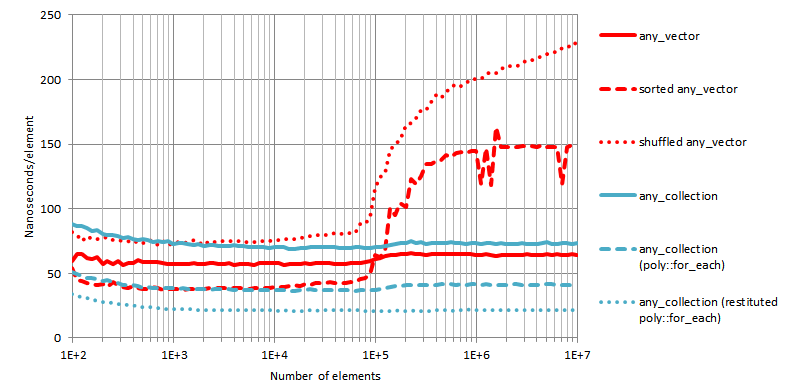 250
200
150
100
50
0
Nanoseconds/element
1E+2
1E+3
1E+4
1E+5
1E+6
1E+7
Number of elements
any_vector
sorted any_vector
shuffled any_vector
any_collection
any_collection
(poly::for_each)
any_collection (restituted
poly::for_each)